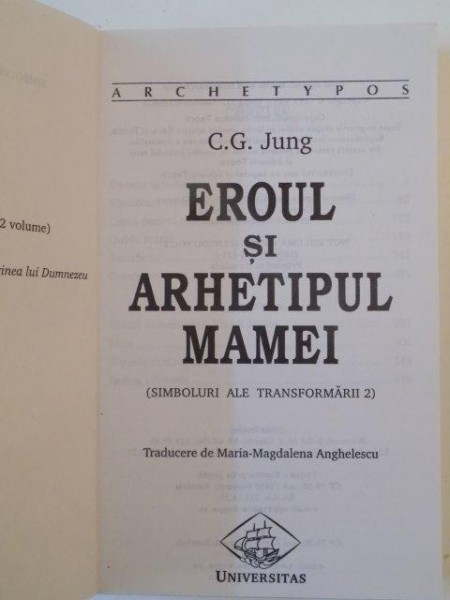 2 volume)
inea lui Dumnezeu
ARCHETYPOS
C.G. Jung
EROUL
ȘI
ARHETIPUL
MAMEI
(SIMBOLURI ALE TRANSFORMĂRII 2)
Traducere de Maria-Magdalena Anghelescu
UNIVERSITAS